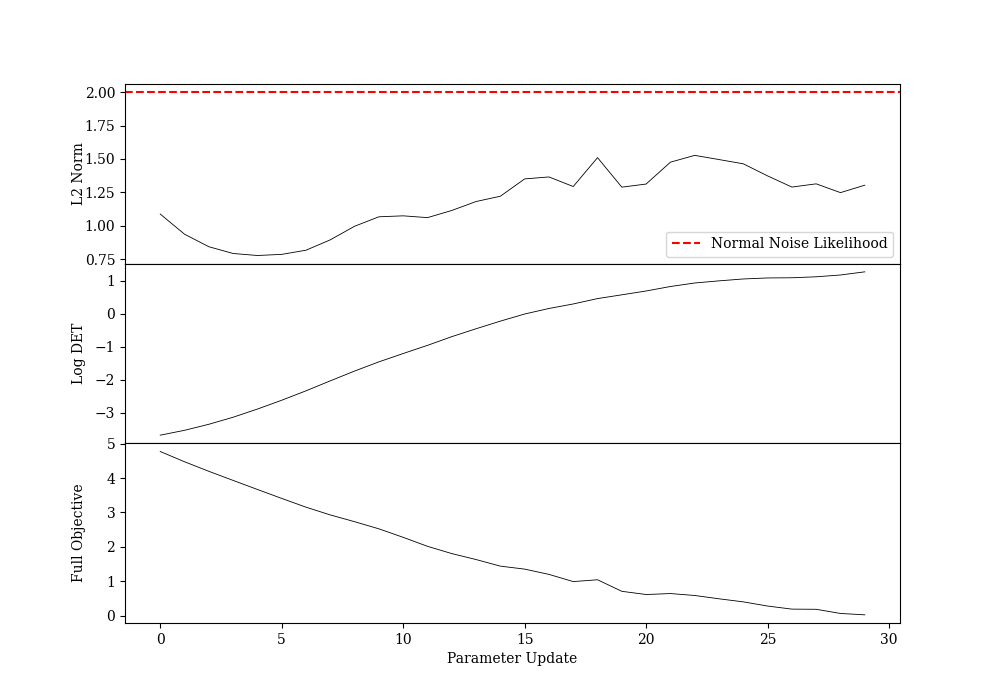 2.00
1.75
1.50
1.25
1.00
0.75
L2 Norm
Normal Noise Likelihood
1
0
−1
−2
−3
Log DET
5
4
3
2
1
0
Full Objective
0 5 10 15 20 25 30
Parameter Update